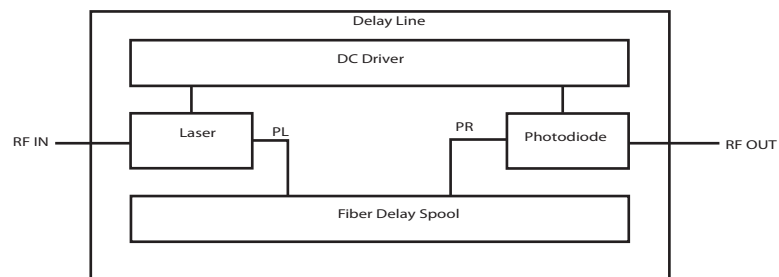 Delay Line
DC Driver
Laser
PL
PR
Photodiode
RF IN
RF OUT
Fiber Delay Spool